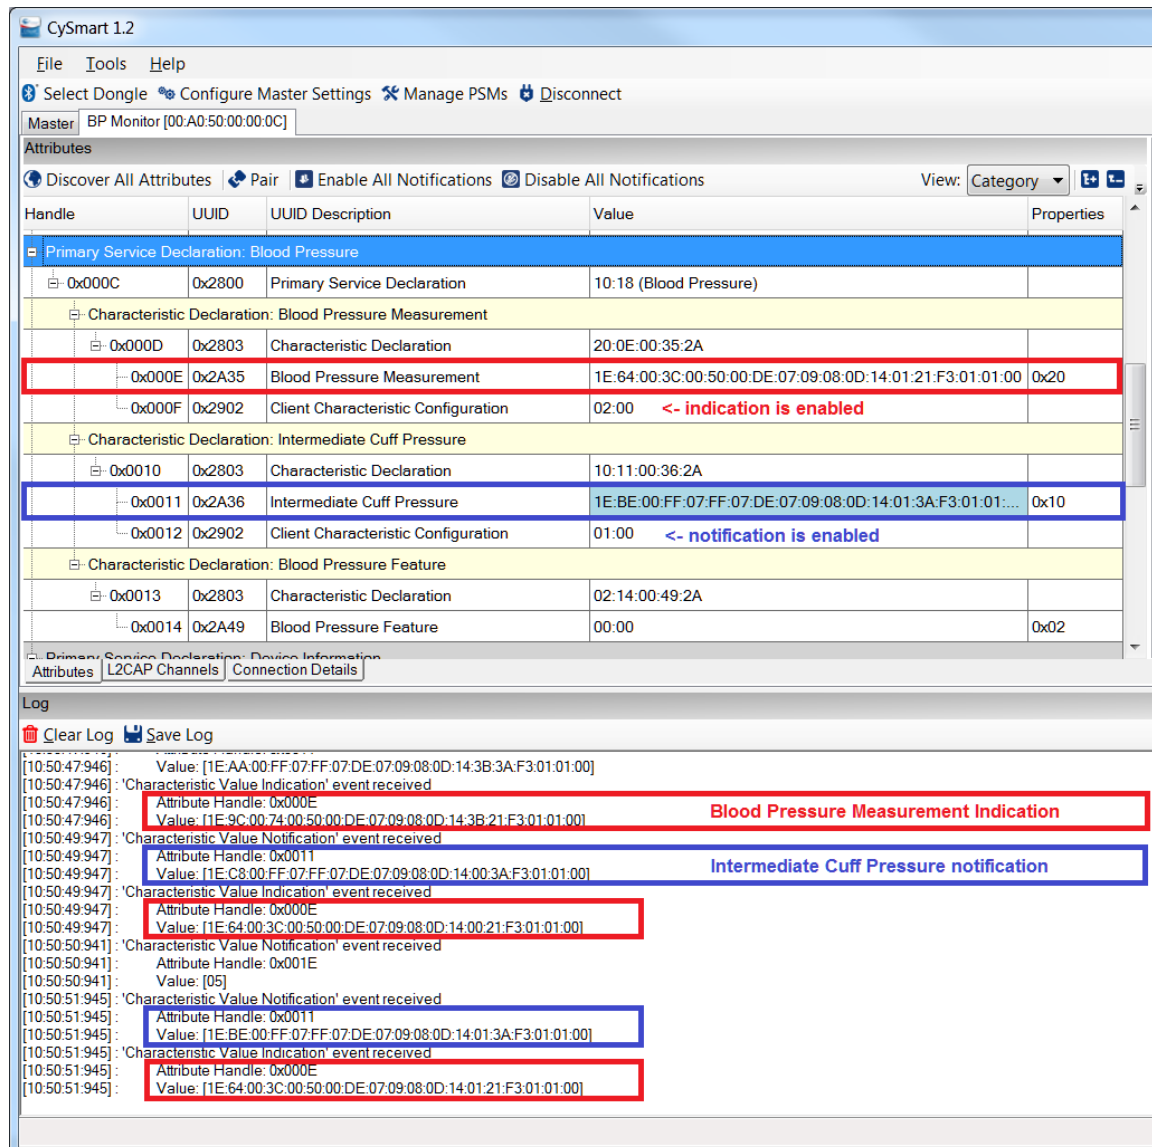 CySmart 1.2
File Tools Help
Select Dongle Configure Master Settings Manage PSMs Disconnect
Master BP Monitor [00:A0:50:00:00:0C]
Attributes
Discover All Attributes Pair Enable All Notifications Disable All Notifications View: Category
Handle UUID UUID Description Value Properties
Primary Service Declaration: Blood Pressure
0x000C 0x2800 Primary Service Declaration 10:18 (Blood Pressure)
Characteristic Declaration: Blood Pressure Measurement
0x000D 0x2803 Characteristic Declaration 20:0E:00:35:2A
0x000E 0x2A35 Blood Pressure Measurement 1E:64:00:3C:00:50:00:DE:07:09:08:0D:14:01:21:F3:01:01:00 0x20
0x000F 0x2902 Client Characteristic Configuration 02:00 <- indication is enabled
Characteristic Declaration: Intermediate Cuff Pressure
0x0010 0x2803 Characteristic Declaration 10:11:00:36:2A
0x0011 0x2A36 Intermediate Cuff Pressure 1E:BE:00:FF:07:FF:07:DE:07:09:08:0D:14:01:3A:F3:01:01:... 0x10
0x0012 0x2902 Client Characteristic Configuration 01:00 <- notification is enabled
Characteristic Declaration: Blood Pressure Feature
0x0013 0x2803 Characteristic Declaration 02:14:00:49:2A
0x0014 0x2A49 Blood Pressure Feature 00:00 0x02
Primary Service Declaration: Device Information
Attributes L2CAP Channels Connection Details
Log
Clear Log Save Log
[10:50:47:946] : Value: [1E:AA:00:FF:07:FF:07:DE:07:09:08:0D:14:3B:3A:F3:01:01:00]
[10:50:47:946] : 'Characteristic Value Indication' event received
[10:50:47:946] : Attribute Handle: 0x000E Blood Pressure Measurement Indication
[10:50:47:946] : Value: [1E:9C:00:74:00:50:00:DE:07:09:08:0D:14:3B:21:F3:01:01:00]
[10:50:49:947] : 'Characteristic Value Notification' event received
[10:50:49:947] : Attribute Handle: 0x0011 Intermediate Cuff Pressure notification
[10:50:49:947] : Value: [1E:C8:00:FF:07:FF:07:DE:07:09:08:0D:14:00:3A:F3:01:01:00]
[10:50:49:947] : 'Characteristic Value Indication' event received
[10:50:49:947] : Attribute Handle: 0x000E
[10:50:49:947] : Value: [1E:64:00:3C:00:50:00:DE:07:09:08:0D:14:00:21:F3:01:01:00]
[10:50:50:941] : 'Characteristic Value Notification' event received
[10:50:50:941] : Attribute Handle: 0x001E
[10:50:50:941] : Value: [05]
[10:50:51:945] : 'Characteristic Value Notification' event received
[10:50:51:945] : Attribute Handle: 0x0011
[10:50:51:945] : Value: [1E:BE:00:FF:07:FF:07:DE:07:09:08:0D:14:01:3A:F3:01:01:00]
[10:50:51:945] : 'Characteristic Value Indication' event received
[10:50:51:945] : Attribute Handle: 0x000E
[10:50:51:945] : Value: [1E:64:00:3C:00:50:00:DE:07:09:08:0D:14:01:21:F3:01:01:00]